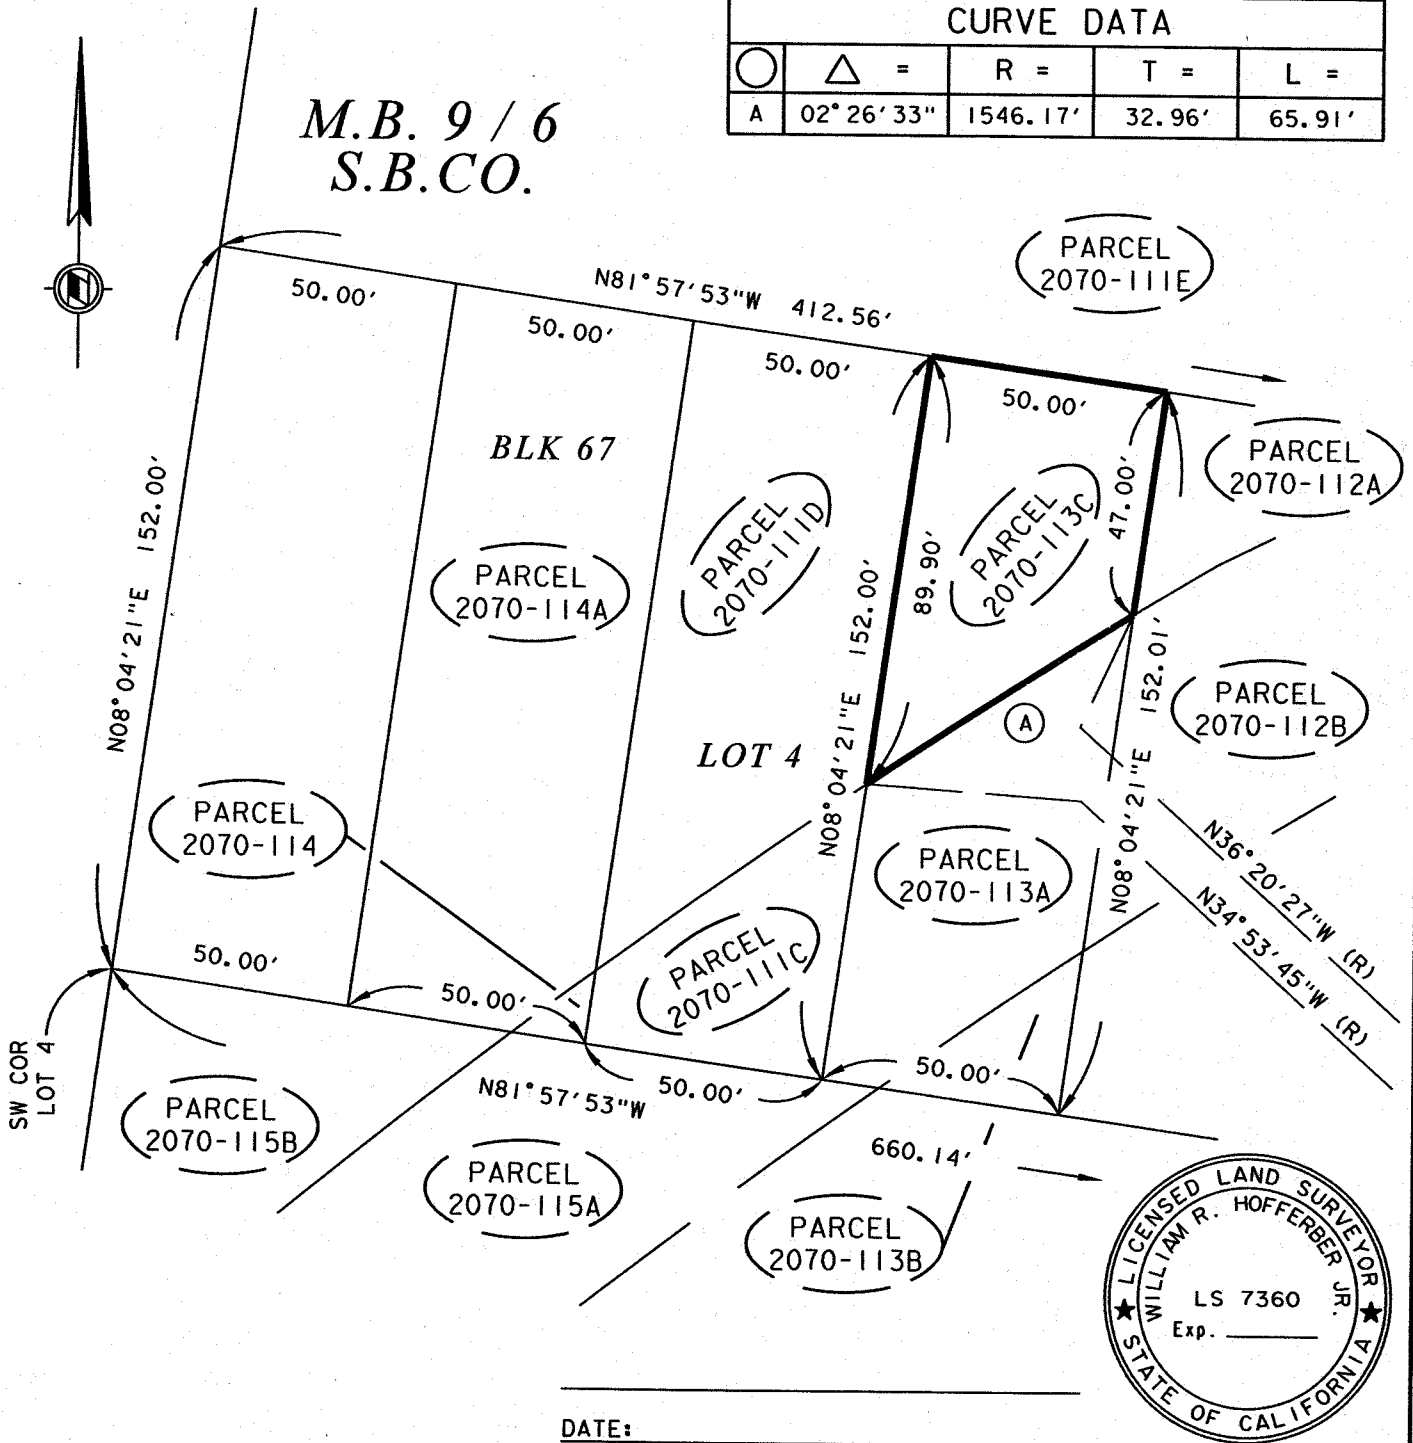 CURVE DATA
△ = R = T = L =
A 02°26'33" 1546.17' 32.96' 65.91'
M.B. 9 / 6
S.B.CO.
PARCEL
2070-111E
N81°57'53"W 412.56'
50.00'
50.00'
50.00'
50.00'
BLK 67
PARCEL
2070-112A
47.00'
PARCEL
2070-111D
PARCEL
2070-113C
N08°04'21"E 152.00'
PARCEL
2070-114A
89.90'
N08°04'21"E 152.00'
N08°04'21"E 152.01'
PARCEL
2070-112B
A
LOT 4
PARCEL
2070-114
PARCEL
2070-113A
N36°20'27"W (R)
N34°53'45"W (R)
50.00'
PARCEL
2070-111C
50.00'
SW COR
LOT 4
N81°57'53"W
50.00'
50.00'
PARCEL
2070-115B
660.14'
PARCEL
2070-115A
PARCEL
2070-113B
LICENSED LAND SURVEYOR
WILLIAM R. HOFFERBER JR.
LS 7360
Exp.
STATE OF CALIFORNIA
DATE: